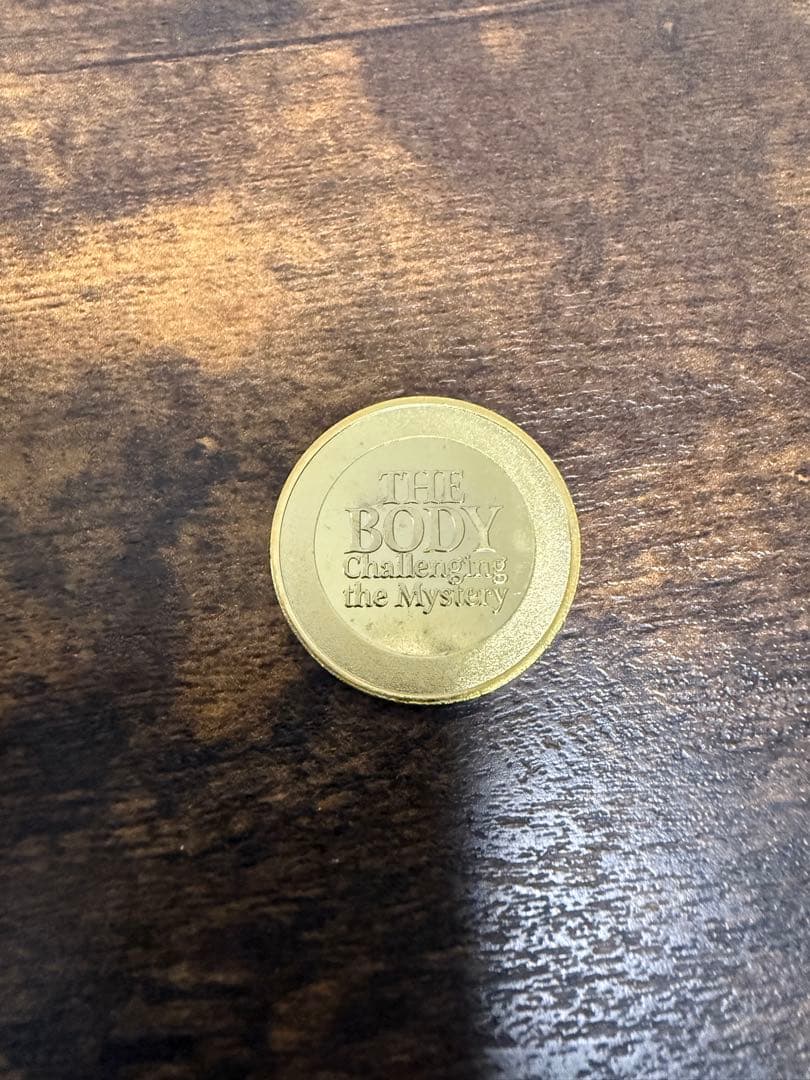 THE
BODY
Challenging
the Mystery